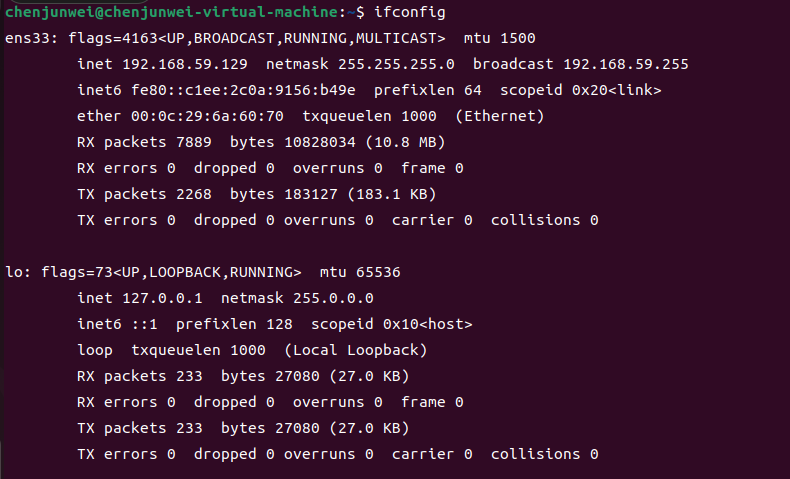 chenjunwei@chenjunwei-virtual-machine:~$ ifconfig
ens33: flags=4163<UP,BROADCAST,RUNNING,MULTICAST>  mtu 1500
        inet 192.168.59.129  netmask 255.255.255.0  broadcast 192.168.59.255
        inet6 fe80::c1ee:2c0a:9156:b49e  prefixlen 64  scopeid 0x20<link>
        ether 00:0c:29:6a:60:70  txqueuelen 1000  (Ethernet)
        RX packets 7889  bytes 10828034 (10.8 MB)
        RX errors 0  dropped 0  overruns 0  frame 0
        TX packets 2268  bytes 183127 (183.1 KB)
        TX errors 0  dropped 0 overruns 0  carrier 0  collisions 0

lo: flags=73<UP,LOOPBACK,RUNNING>  mtu 65536
        inet 127.0.0.1  netmask 255.0.0.0
        inet6 ::1  prefixlen 128  scopeid 0x10<host>
        loop  txqueuelen 1000  (Local Loopback)
        RX packets 233  bytes 27080 (27.0 KB)
        RX errors 0  dropped 0  overruns 0  frame 0
        TX packets 233  bytes 27080 (27.0 KB)
        TX errors 0  dropped 0 overruns 0  carrier 0  collisions 0